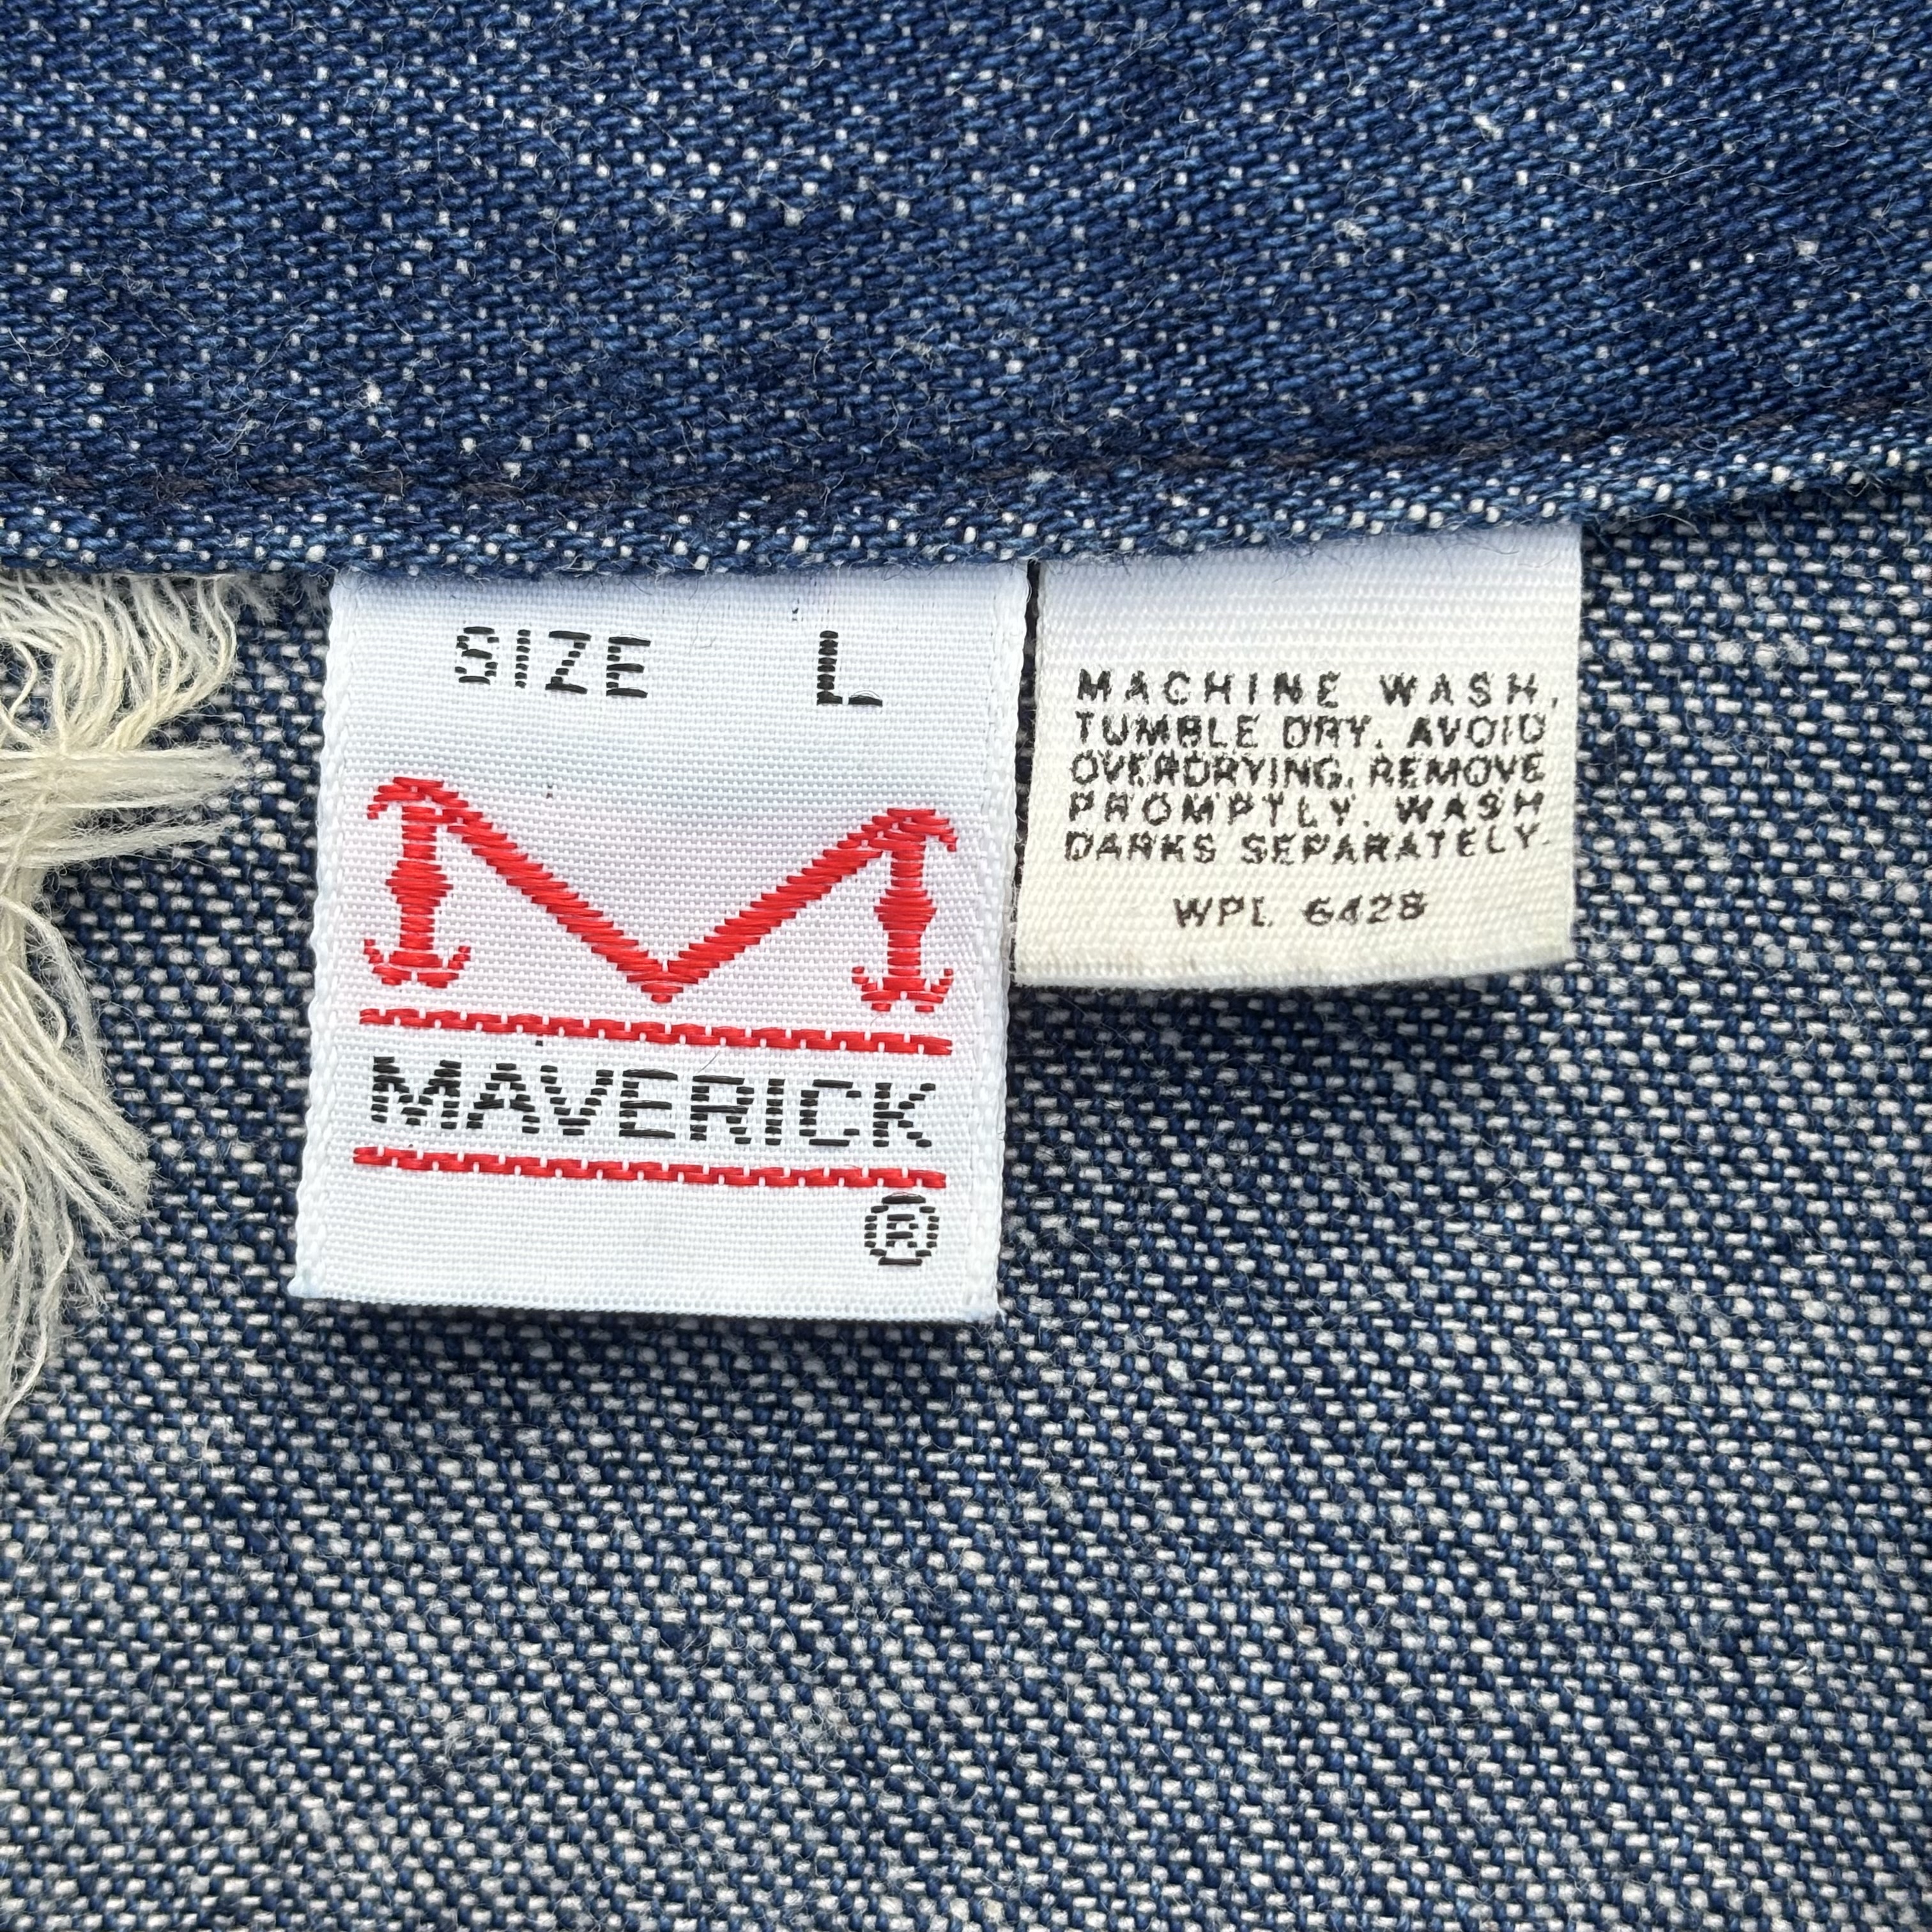 SIZE L
M
MAVERICK
®
MACHINE WASH,
TUMBLE DRY. AVOID
OVERDRYING. REMOVE
PROMPTLY. WASH
DARKS SEPARATELY.
WPL 6428